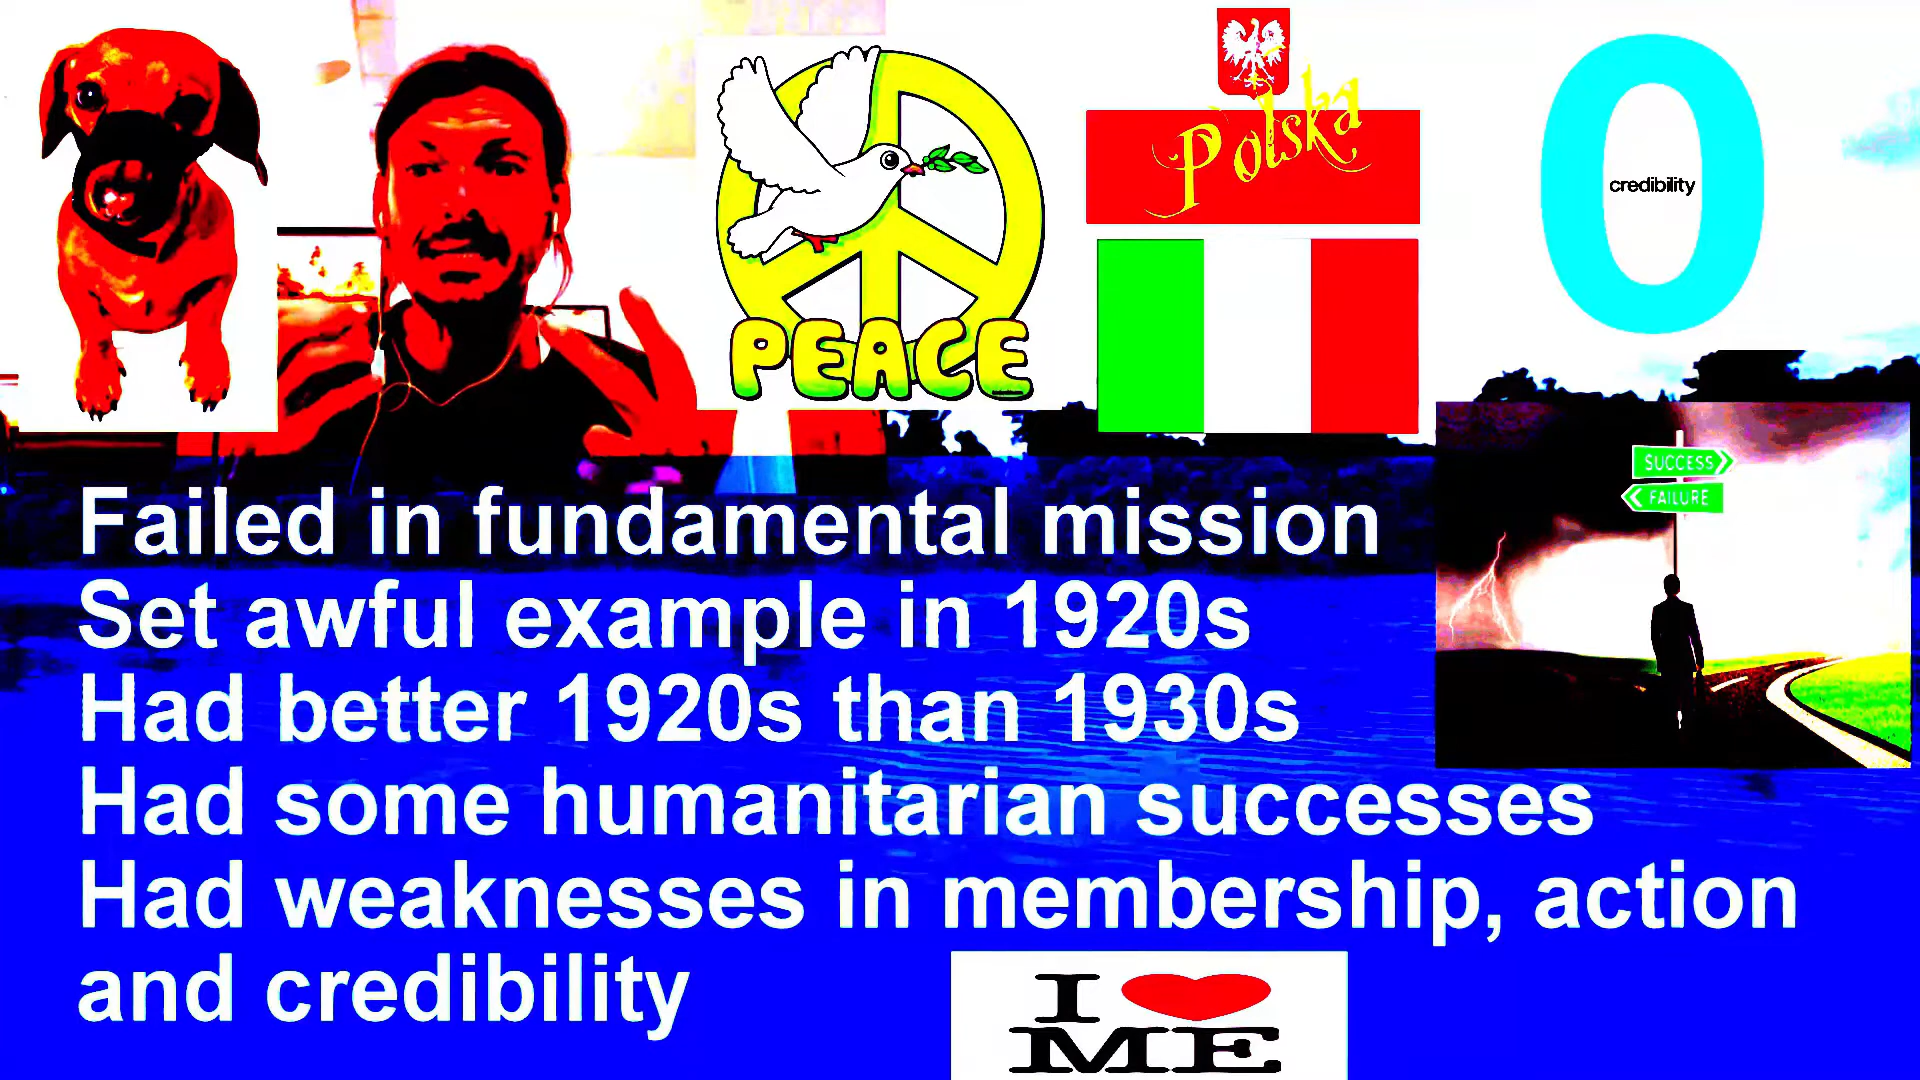 Polska
credibility
PEACE
SUCCESS
FAILURE
Failed in fundamental mission
Set awful example in 1920s
Had better 1920s than 1930s
Had some humanitarian successes
Had weaknesses in membership, action
and credibility
I
ME